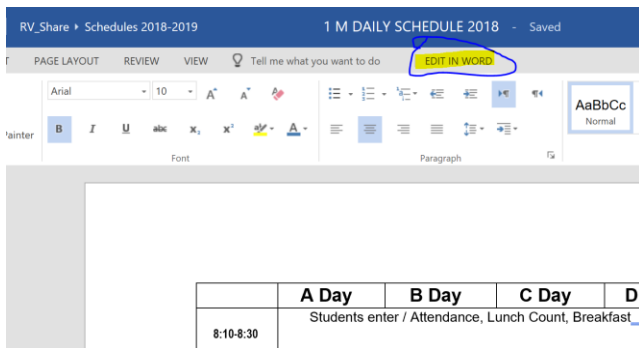 RV_Share ▸ Schedules 2018-2019 1 M DAILY SCHEDULE 2018 - Saved
PAGE LAYOUT REVIEW VIEW Tell me what you want to do EDIT IN WORD
Arial 10 A A
AaBbCc
Painter B I U abc x₂ x² aby A Normal
Font Paragraph
A Day B Day C Day D
Students enter / Attendance, Lunch Count, Breakfast
8:10-8:30